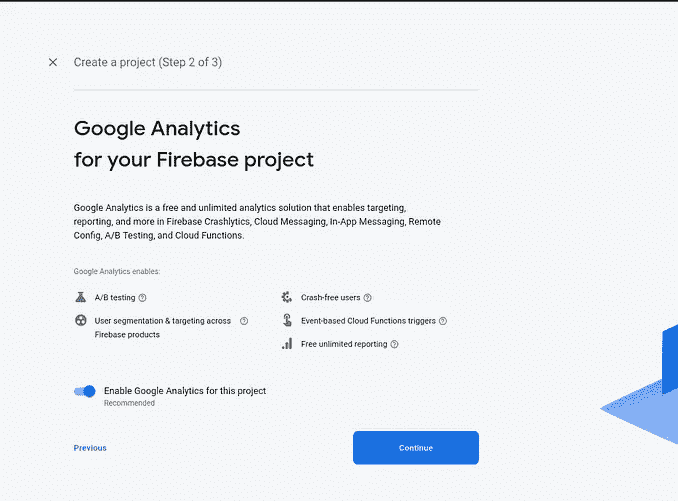 Create a project (Step 2 of 3)
Google Analytics
for your Firebase project
Google Analytics is a free and unlimited analytics solution that enables targeting,
reporting, and more in Firebase Crashlytics, Cloud Messaging, In-App Messaging, Remote
Config, A/B Testing, and Cloud Functions.
Google Analytics enables:
A/B testing
User segmentation & targeting across
Firebase products
Crash-free users
Event-based Cloud Functions triggers
Free unlimited reporting
Enable Google Analytics for this project
Recommended
Previous
Continue